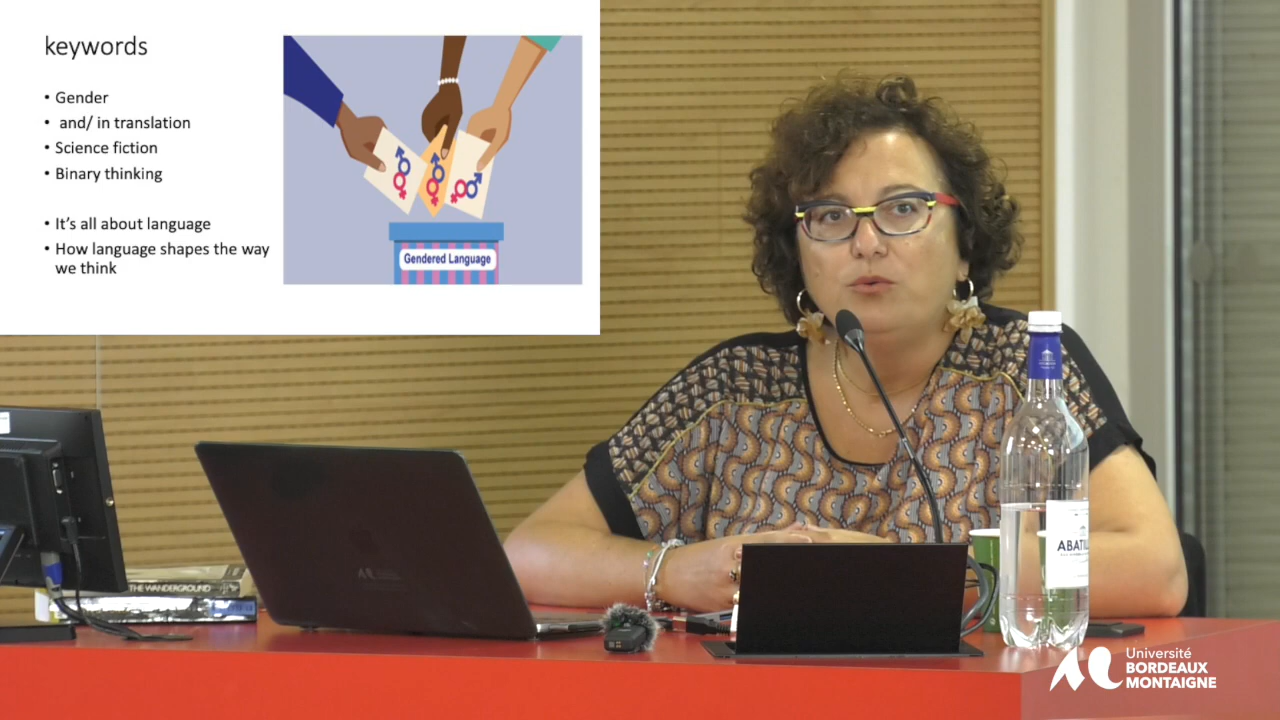 keywords
• Gender
• and/ in translation
• Science fiction
• Binary thinking
• It's all about language
• How language shapes the way
we think
Gendered Language
THE WANDERGROUND
ABATIL
Université
BORDEAUX
MONTAIGNE